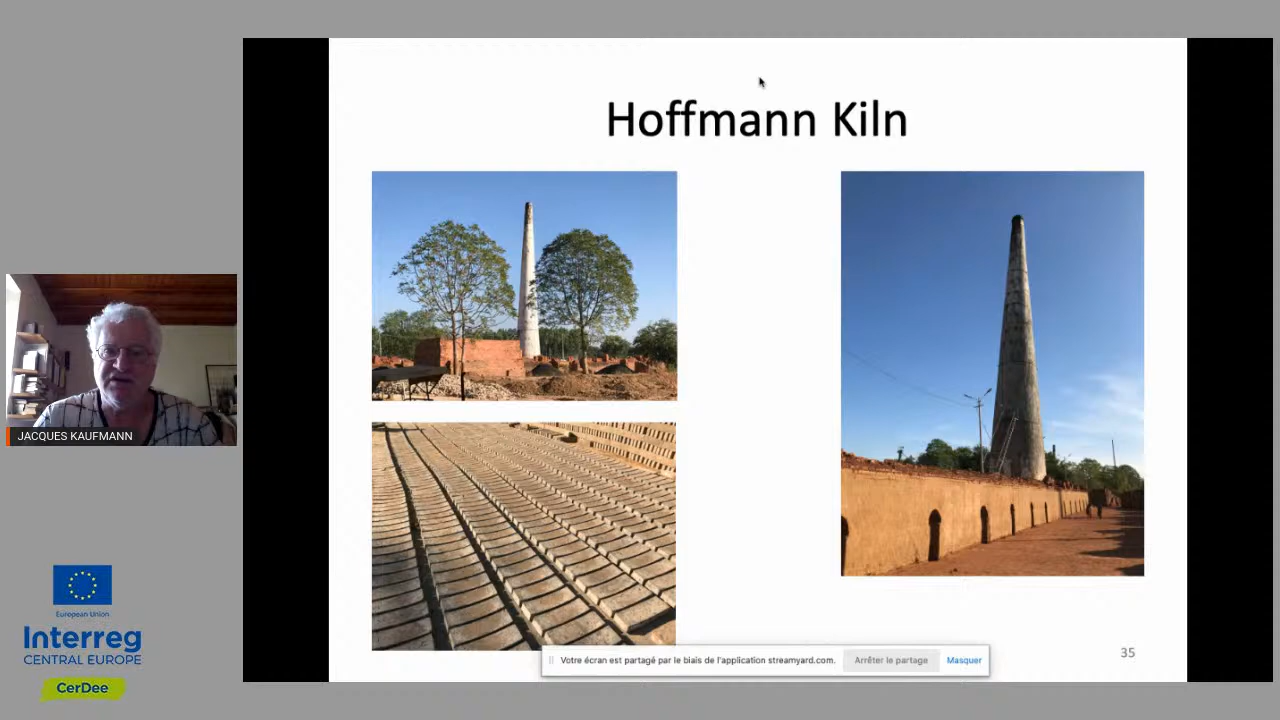 Hoffmann Kiln
JACQUES KAUFMANN
European Union
Interreg
CENTRAL EUROPE
CerDee
Votre écran est partagé par le biais de l'application streamyard.com.
Arrêter le partage
Masquer
35